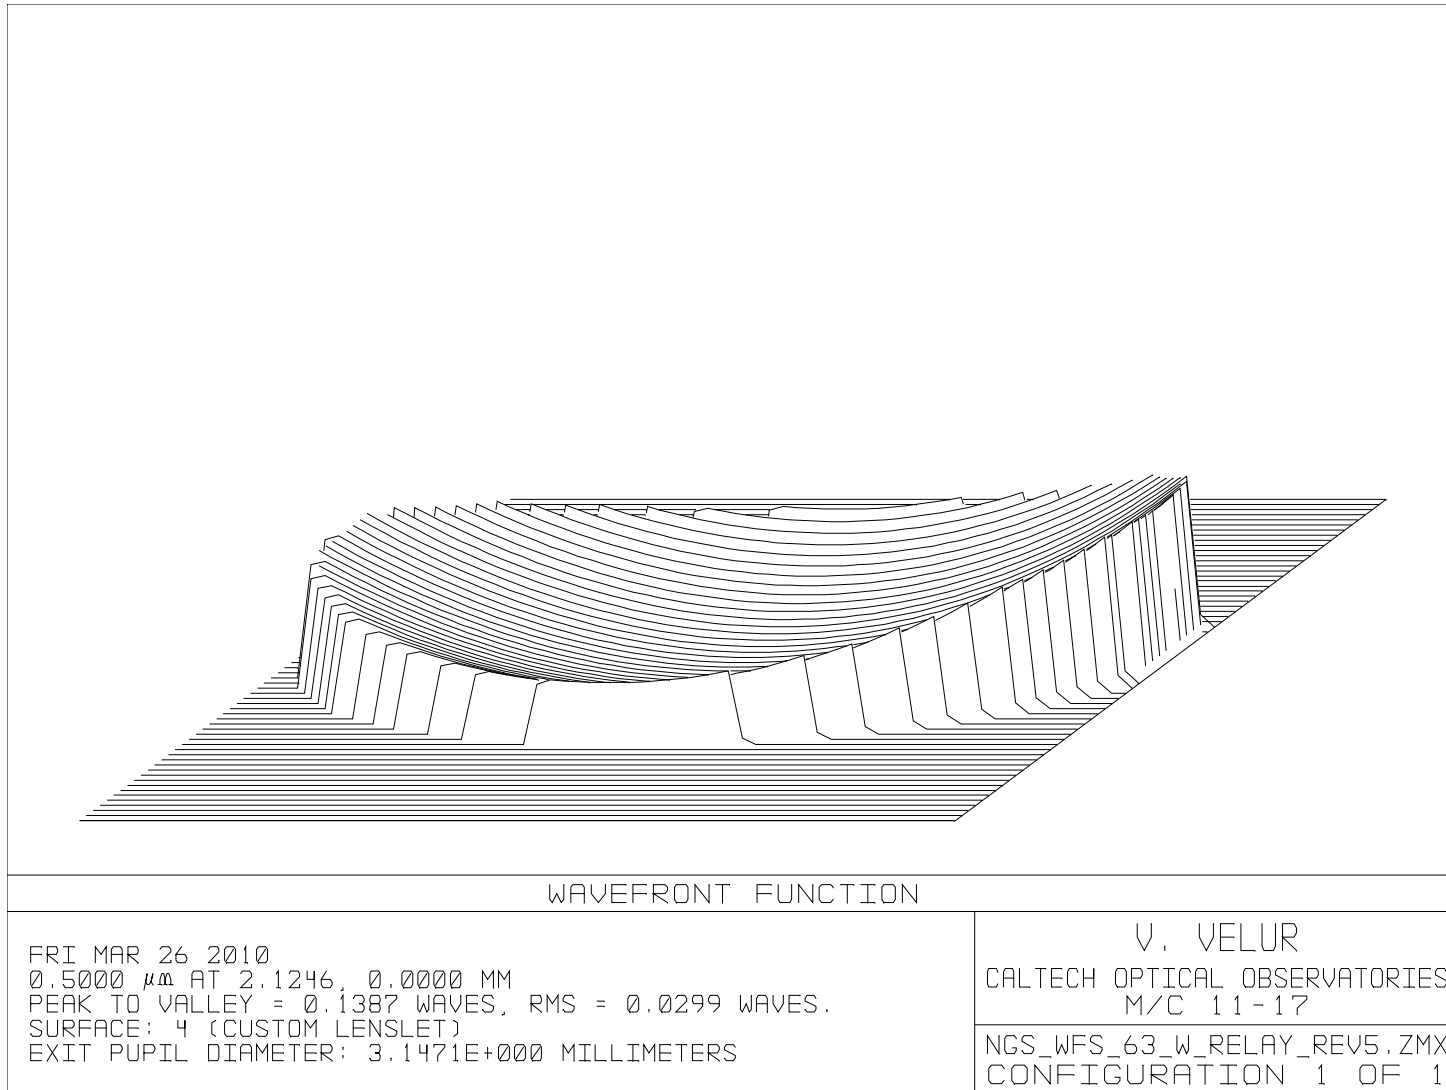 WAVEFRONT FUNCTION
FRI MAR 26 2010
0.5000 µm AT 2.1246, 0.0000 MM
PEAK TO VALLEY = 0.1387 WAVES, RMS = 0.0299 WAVES.
SURFACE: 4 (CUSTOM LENSLET)
EXIT PUPIL DIAMETER: 3.1471E+000 MILLIMETERS
V. VELUR
CALTECH OPTICAL OBSERVATORIES
M/C 11-17
NGS_WFS_63_W_RELAY_REV5.ZMX
CONFIGURATION 1 OF 1